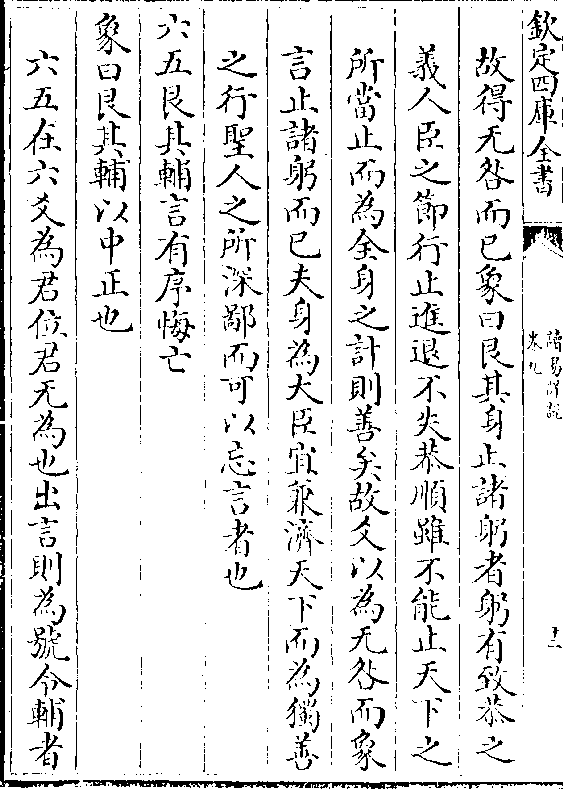 欽定四庫全書
讀易詳說
卷九
十一
故得无咎而已象曰艮其身止諸躬者躬有致恭之
義人臣之節行止進退不失恭順雖不能止天下之
所當止而為全身之計則善矣故爻以為无咎而象
言止諸躬而已夫身為大臣宜兼濟天下而為獨善
之行聖人之所深鄙而可以忘言者也
六五艮其輔言有序悔亡
象曰艮其輔以中正也
六五在六爻為君位君无為也出言則為號令輔者